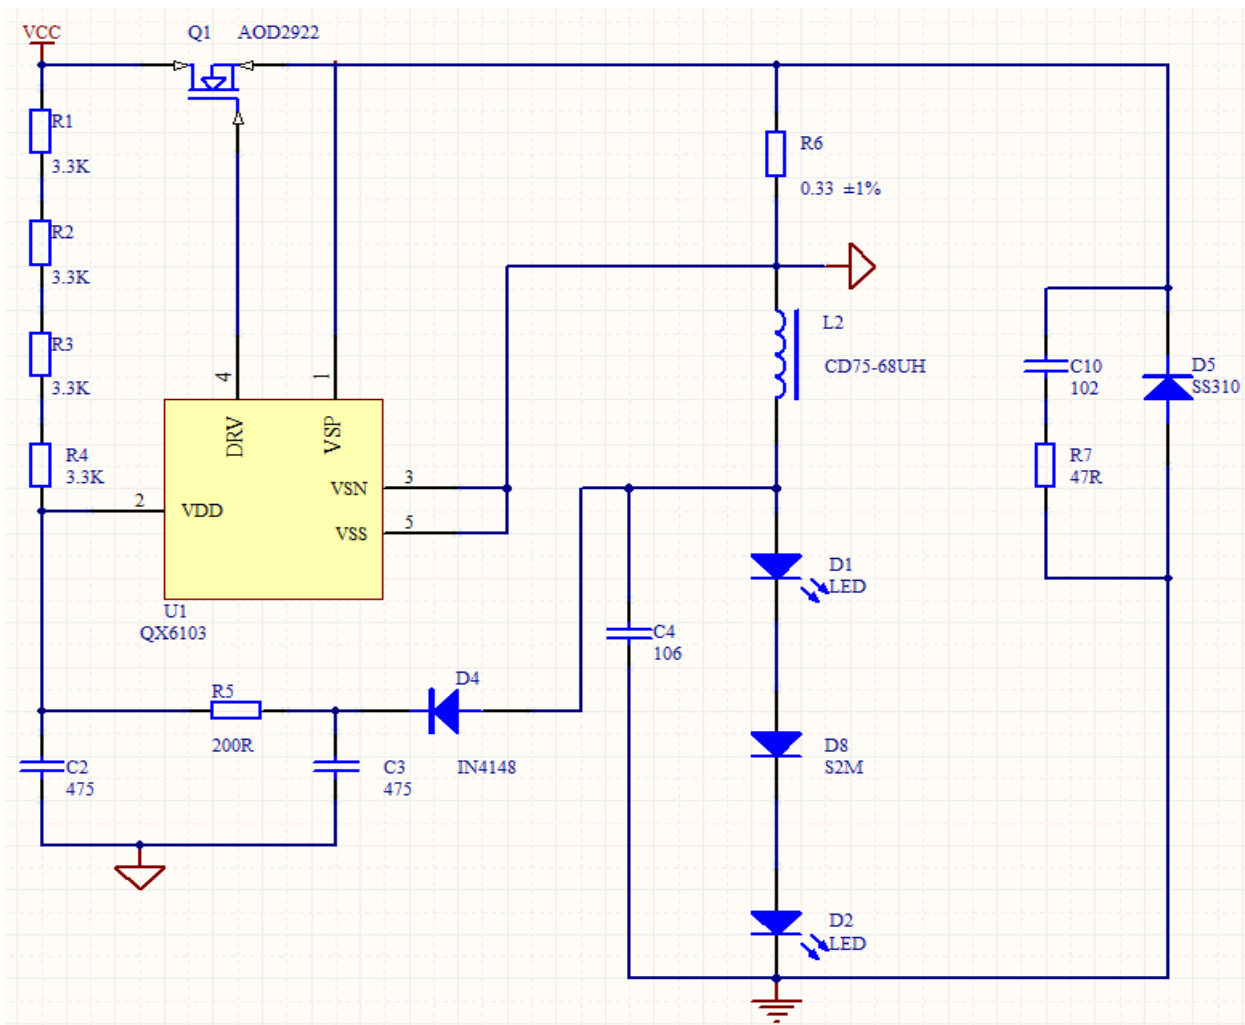 VCC
Q1 AOD2922
R1
3.3K
R2
3.3K
R3
3.3K
R4
3.3K
R6
0.33 ±1%
L2
CD75-68UH
C10
102
D5
SS310
R7
47R
4
1
DRV
VSP
VSN
3
2
VDD
VSS
5
U1
QX6103
D1
LED
C4
106
D4
IN4148
R5
200R
C2
475
C3
475
D8
S2M
D2
LED